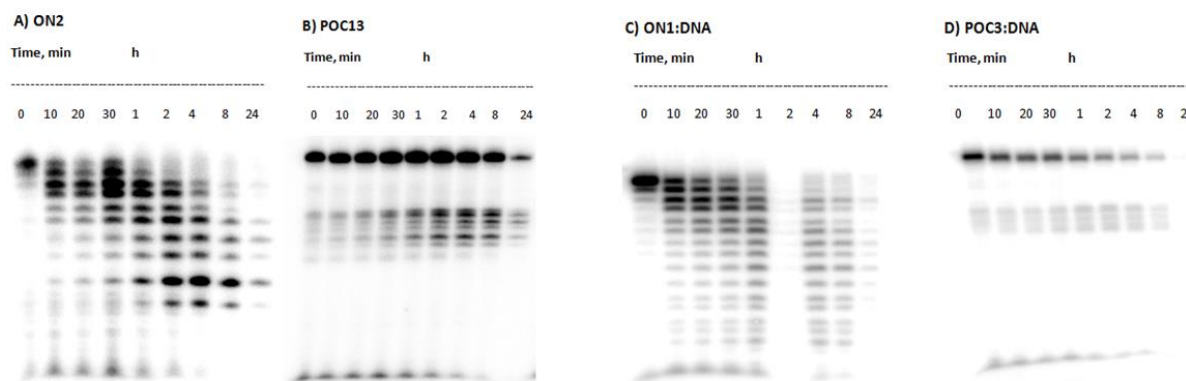 A) ON2
Time, min h
0 10 20 30 1 2 4 8 24
B) POC13
Time, min h
0 10 20 30 1 2 4 8 24
C) ON1:DNA
Time, min h
0 10 20 30 1 2 4 8 24
D) POC3:DNA
Time, min h
0 10 20 30 1 2 4 8 2